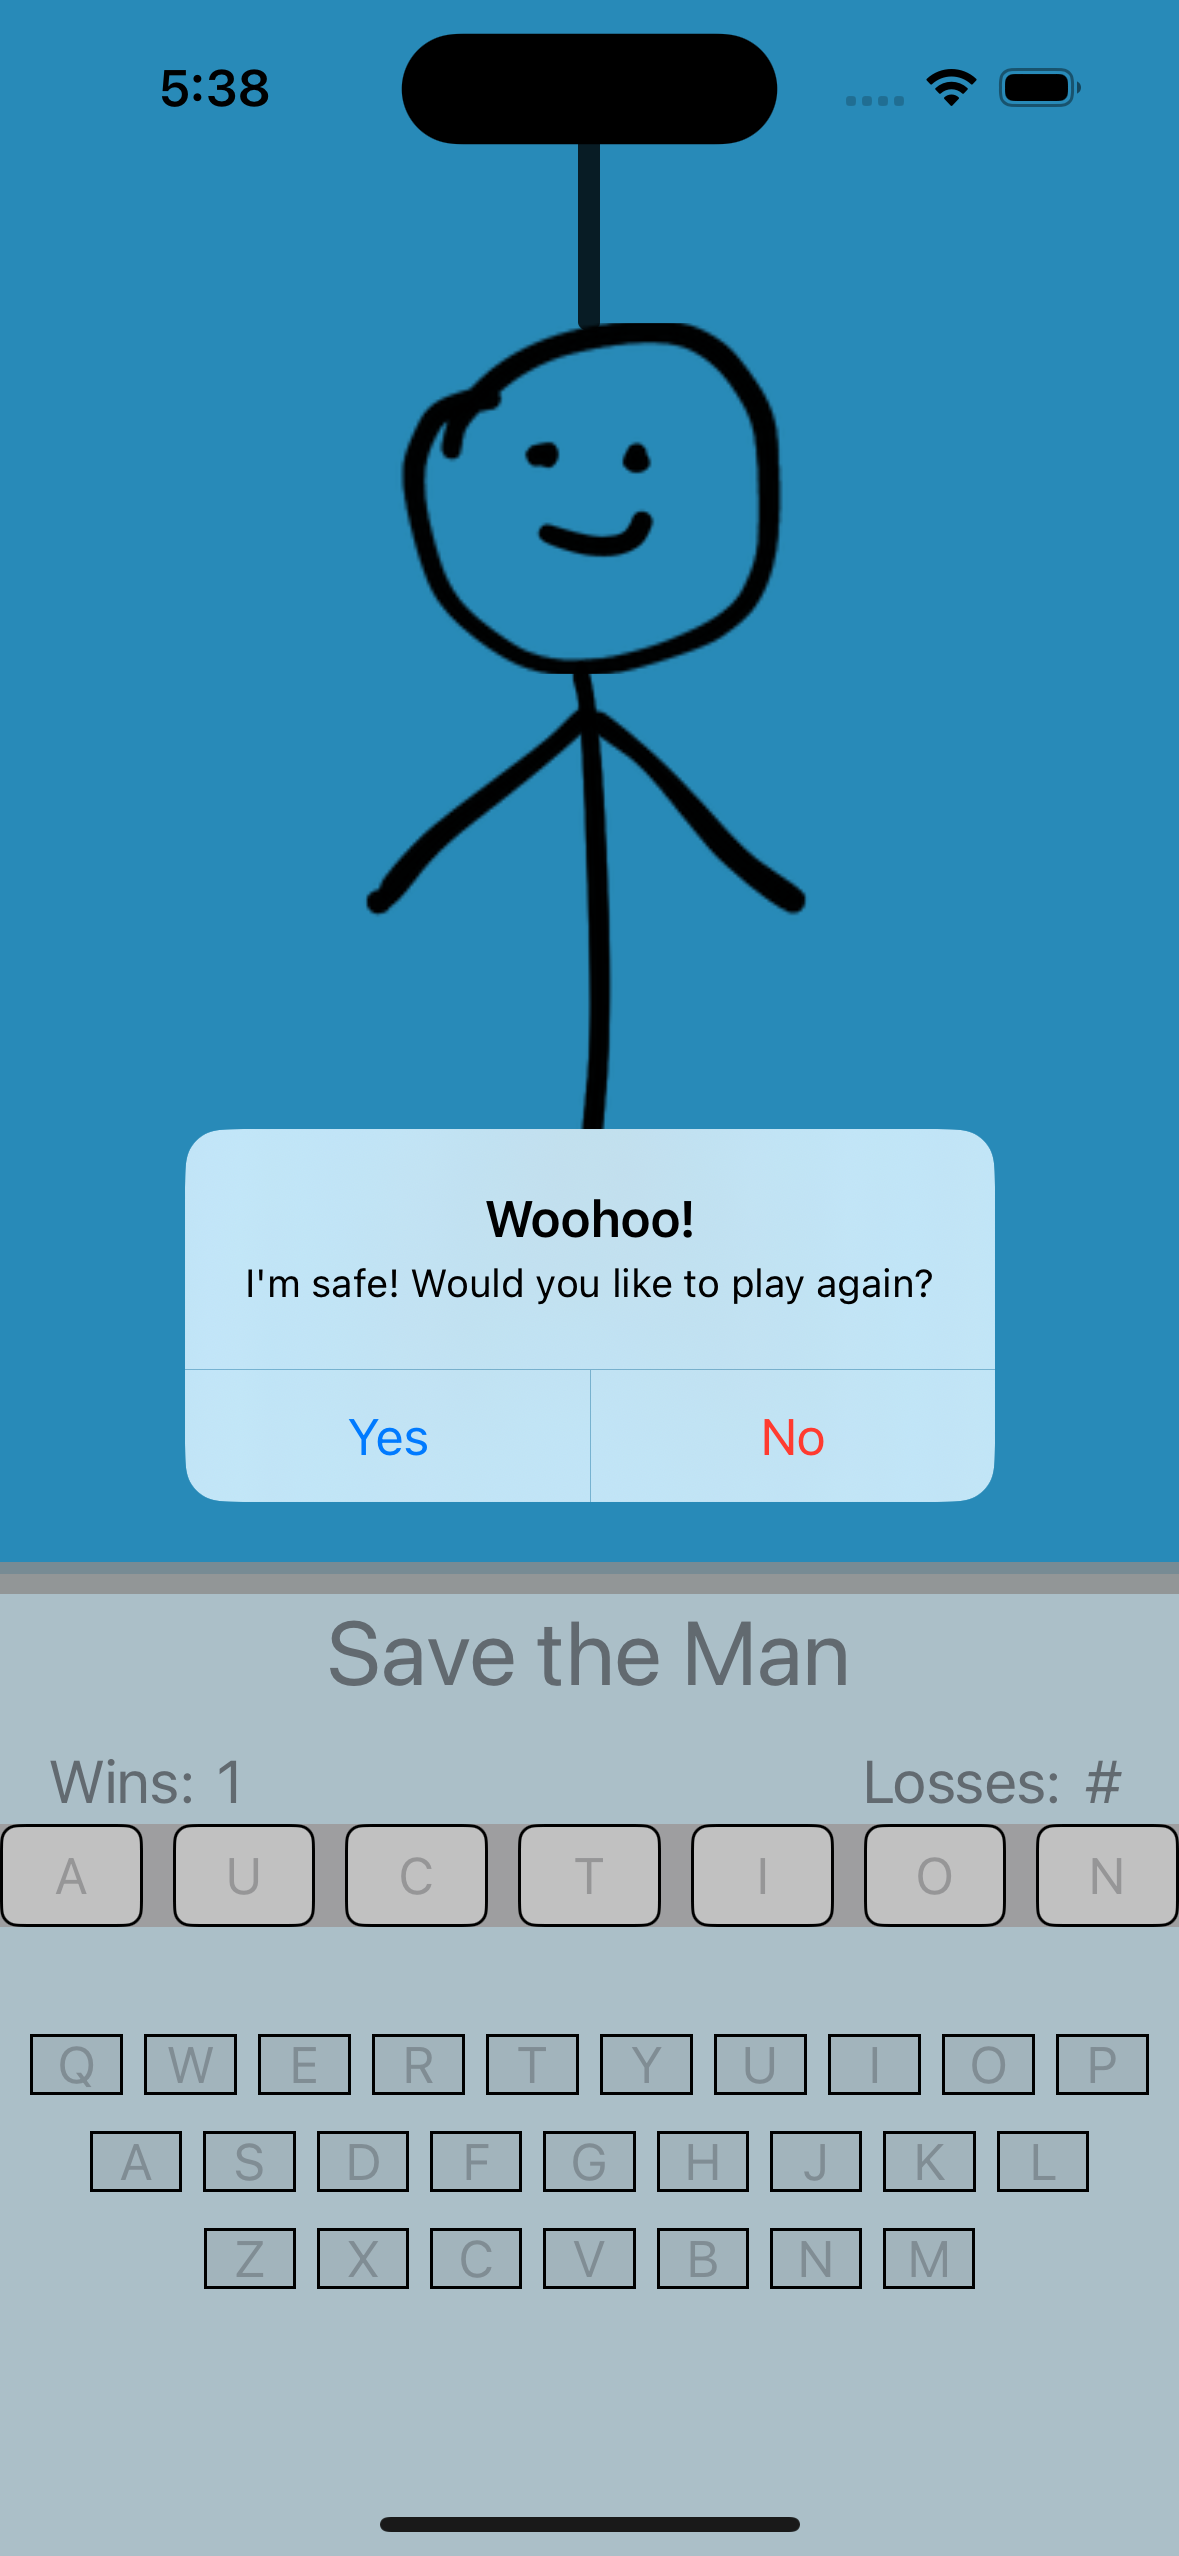 5:38
Woohoo!
I'm safe! Would you like to play again?
Yes No
Save the Man
Wins: 1 Losses: #
A U C T I O N
Q W E R T Y U I O P
A S D F G H J K L
Z X C V B N M